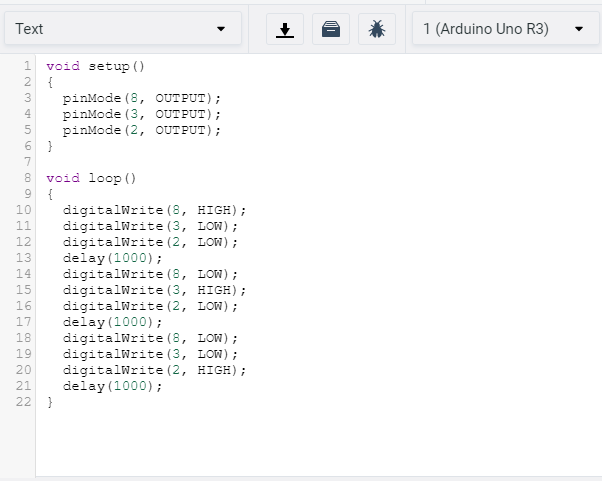 Text
1 (Arduino Uno R3)
1 void setup()
2 {
3   pinMode(8, OUTPUT);
4   pinMode(3, OUTPUT);
5   pinMode(2, OUTPUT);
6 }
7
8 void loop()
9 {
10   digitalWrite(8, HIGH);
11   digitalWrite(3, LOW);
12   digitalWrite(2, LOW);
13   delay(1000);
14   digitalWrite(8, LOW);
15   digitalWrite(3, HIGH);
16   digitalWrite(2, LOW);
17   delay(1000);
18   digitalWrite(8, LOW);
19   digitalWrite(3, LOW);
20   digitalWrite(2, HIGH);
21   delay(1000);
22 }